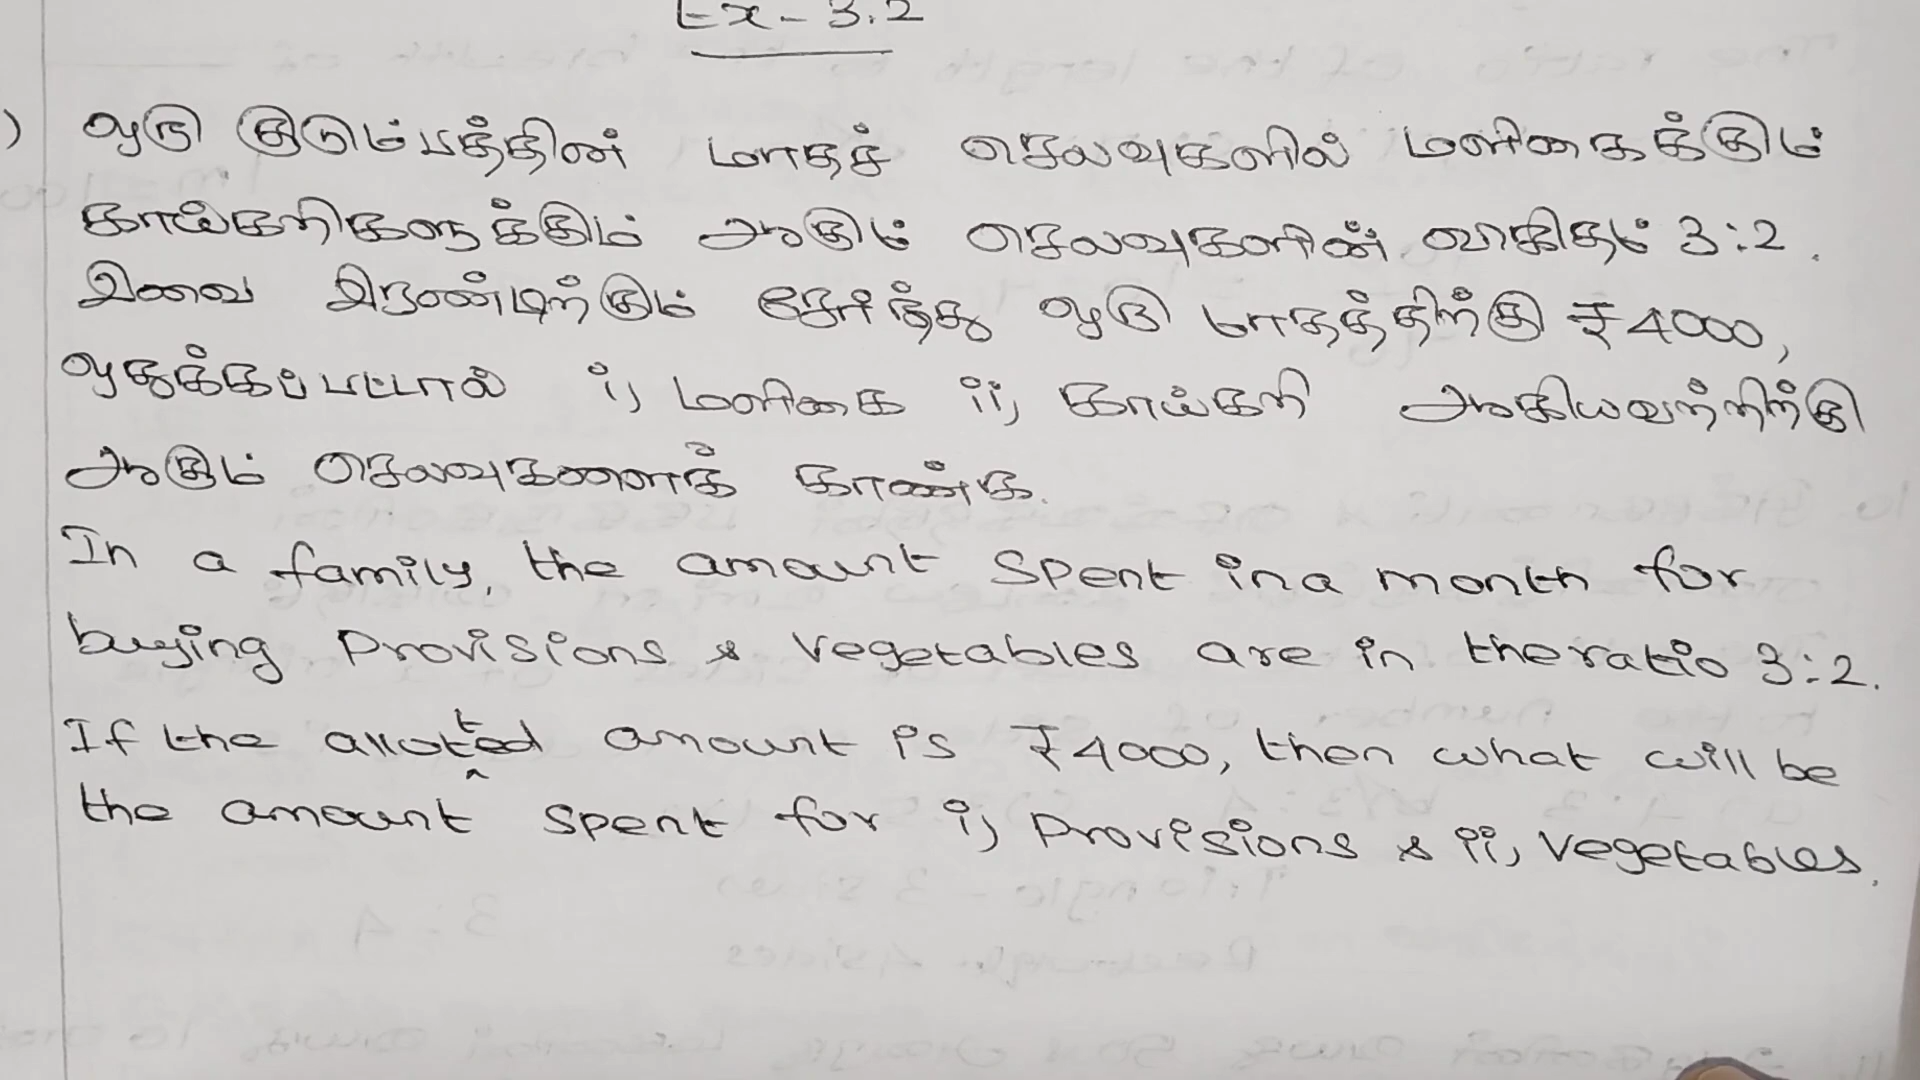 Ex - 3.2
) ஒரு குடும்பத்தின் மாதச் செலவுகளில் மளிகைக்கும்
காய்கறிகளுக்கும் ஆகும் செலவுகளின் வாகிதம் 3:2.
இவை இரண்டிற்கும் சேர்த்து ஒரு மாதத்திற்கு ₹4000,
ஒதுக்கப்பட்டால் i) மளிகை ii) காய்கறி ஆகியவற்றிற்கு
ஆகும் செலவுகளைக் காண்க.
In a family, the amount spent in a month for
buying Provisions & Vegetables are in the ratio 3:2.
If the allotted amount is ₹4000, then what will be
the amount spent for i) Provisions & ii) Vegetables.